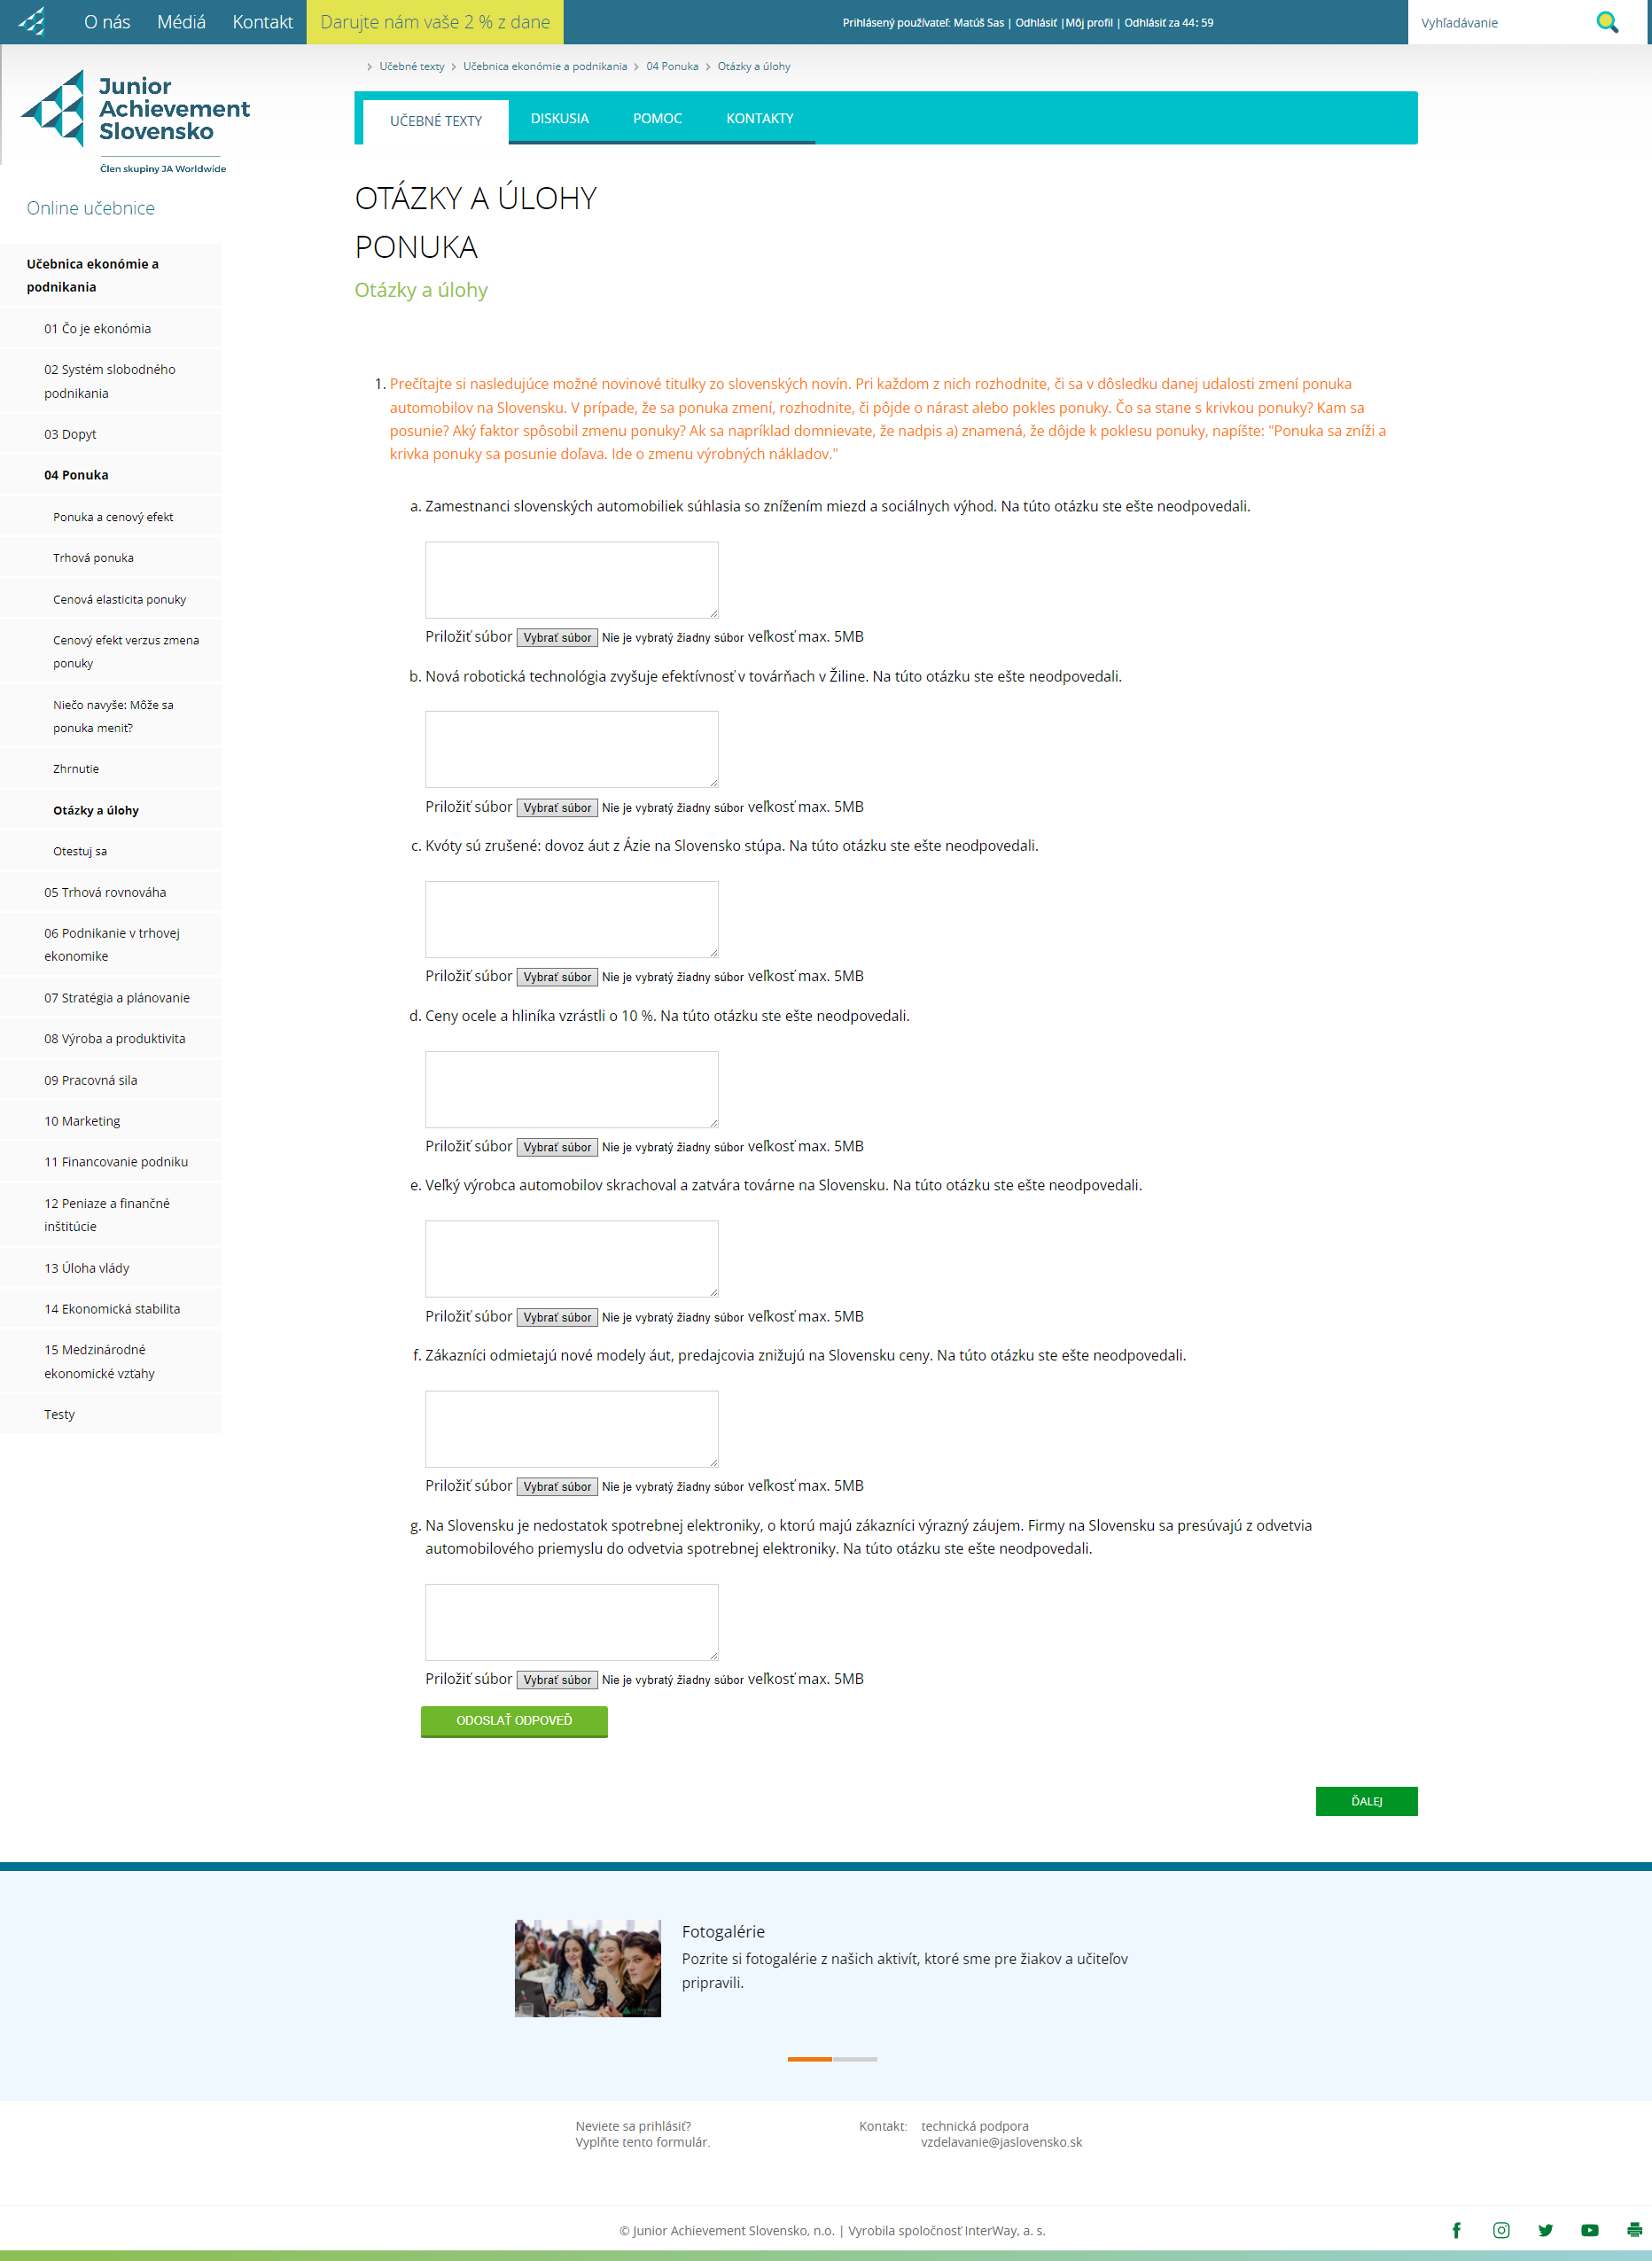 O nás Médiá Kontakt Darujte nám vaše 2 % z dane Prihlásený používateľ: Matúš Sas | Odhlásiť |Môj profil | Odhlásiť za 44: 59 Vyhľadávanie
Junior
Achievement
Slovensko
Člen skupiny JA Worldwide
Učebné texty Učebnica ekonómie a podnikania 04 Ponuka Otázky a úlohy
UČEBNÉ TEXTY DISKUSIA POMOC KONTAKTY
Online učebnice
Učebnica ekonómie a
podnikania
01 Čo je ekonómia
02 Systém slobodného
podnikania
03 Dopyt
04 Ponuka
Ponuka a cenový efekt
Trhová ponuka
Cenová elasticita ponuky
Cenový efekt verzus zmena
ponuky
Niečo navyše: Môže sa
ponuka meniť?
Zhrnutie
Otázky a úlohy
Otestuj sa
05 Trhová rovnováha
06 Podnikanie v trhovej
ekonomike
07 Stratégia a plánovanie
08 Výroba a produktivita
09 Pracovná sila
10 Marketing
11 Financovanie podniku
12 Peniaze a finančné
inštitúcie
13 Úloha vlády
14 Ekonomická stabilita
15 Medzinárodné
ekonomické vzťahy
Testy
OTÁZKY A ÚLOHY
PONUKA
Otázky a úlohy
1. Prečítajte si nasledujúce možné novinové titulky zo slovenských novín. Pri každom z nich rozhodnite, či sa v dôsledku danej udalosti zmení ponuka
automobilov na Slovensku. V prípade, že sa ponuka zmení, rozhodnite, či pôjde o nárast alebo pokles ponuky. Čo sa stane s krivkou ponuky? Kam sa
posunie? Aký faktor spôsobil zmenu ponuky? Ak sa napríklad domnievate, že nadpis a) znamená, že dôjde k poklesu ponuky, napíšte: "Ponuka sa zníži a
krivka ponuky sa posunie doľava. Ide o zmenu výrobných nákladov."
a. Zamestnanci slovenských automobiliek súhlasia so znížením miezd a sociálnych výhod. Na túto otázku ste ešte neodpovedali.
Priložiť súbor Vybrať súbor Nie je vybratý žiadny súbor veľkosť max. 5MB
b. Nová robotická technológia zvyšuje efektívnosť v továrňach v Žiline. Na túto otázku ste ešte neodpovedali.
Priložiť súbor Vybrať súbor Nie je vybratý žiadny súbor veľkosť max. 5MB
c. Kvóty sú zrušené: dovoz áut z Ázie na Slovensko stúpa. Na túto otázku ste ešte neodpovedali.
Priložiť súbor Vybrať súbor Nie je vybratý žiadny súbor veľkosť max. 5MB
d. Ceny ocele a hliníka vzrástli o 10 %. Na túto otázku ste ešte neodpovedali.
Priložiť súbor Vybrať súbor Nie je vybratý žiadny súbor veľkosť max. 5MB
e. Veľký výrobca automobilov skrachoval a zatvára továrne na Slovensku. Na túto otázku ste ešte neodpovedali.
Priložiť súbor Vybrať súbor Nie je vybratý žiadny súbor veľkosť max. 5MB
f. Zákazníci odmietajú nové modely áut, predajcovia znižujú na Slovensku ceny. Na túto otázku ste ešte neodpovedali.
Priložiť súbor Vybrať súbor Nie je vybratý žiadny súbor veľkosť max. 5MB
g. Na Slovensku je nedostatok spotrebnej elektroniky, o ktorú majú zákazníci výrazný záujem. Firmy na Slovensku sa presúvajú z odvetvia
automobilového priemyslu do odvetvia spotrebnej elektroniky. Na túto otázku ste ešte neodpovedali.
Priložiť súbor Vybrať súbor Nie je vybratý žiadny súbor veľkosť max. 5MB
ODOSLAŤ ODPOVEĎ
ĎALEJ
Fotogalérie
Pozrite si fotogalérie z našich aktivít, ktoré sme pre žiakov a učiteľov
pripravili.
Neviete sa prihlásiť?
Vyplňte tento formulár.
Kontakt: technická podpora
vzdelavanie@jaslovensko.sk
© Junior Achievement Slovensko, n.o. | Vyrobila spoločnosť InterWay, a. s.